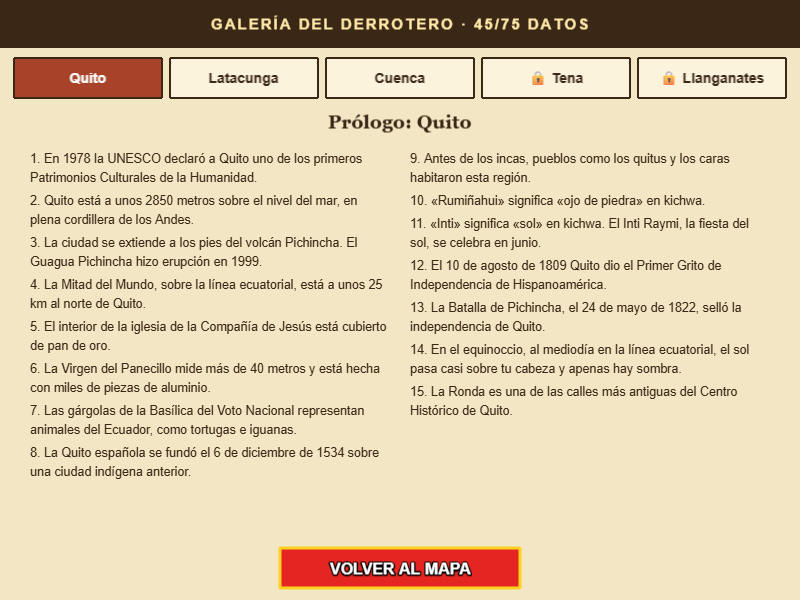 GALERÍA DEL DERROTERO · 45/75 DATOS
Quito
Latacunga
Cuenca
Tena
Llanganates
Prólogo: Quito
1. En 1978 la UNESCO declaró a Quito uno de los primeros
Patrimonios Culturales de la Humanidad.
2. Quito está a unos 2850 metros sobre el nivel del mar, en
plena cordillera de los Andes.
3. La ciudad se extiende a los pies del volcán Pichincha. El
Guagua Pichincha hizo erupción en 1999.
4. La Mitad del Mundo, sobre la línea ecuatorial, está a unos 25
km al norte de Quito.
5. El interior de la iglesia de la Compañía de Jesús está cubierto
de pan de oro.
6. La Virgen del Panecillo mide más de 40 metros y está hecha
con miles de piezas de aluminio.
7. Las gárgolas de la Basílica del Voto Nacional representan
animales del Ecuador, como tortugas e iguanas.
8. La Quito española se fundó el 6 de diciembre de 1534 sobre
una ciudad indígena anterior.
9. Antes de los incas, pueblos como los quitus y los caras
habitaron esta región.
10. «Rumiñahui» significa «ojo de piedra» en kichwa.
11. «Inti» significa «sol» en kichwa. El Inti Raymi, la fiesta del
sol, se celebra en junio.
12. El 10 de agosto de 1809 Quito dio el Primer Grito de
Independencia de Hispanoamérica.
13. La Batalla de Pichincha, el 24 de mayo de 1822, selló la
independencia de Quito.
14. En el equinoccio, al mediodía en la línea ecuatorial, el sol
pasa casi sobre tu cabeza y apenas hay sombra.
15. La Ronda es una de las calles más antiguas del Centro
Histórico de Quito.
VOLVER AL MAPA